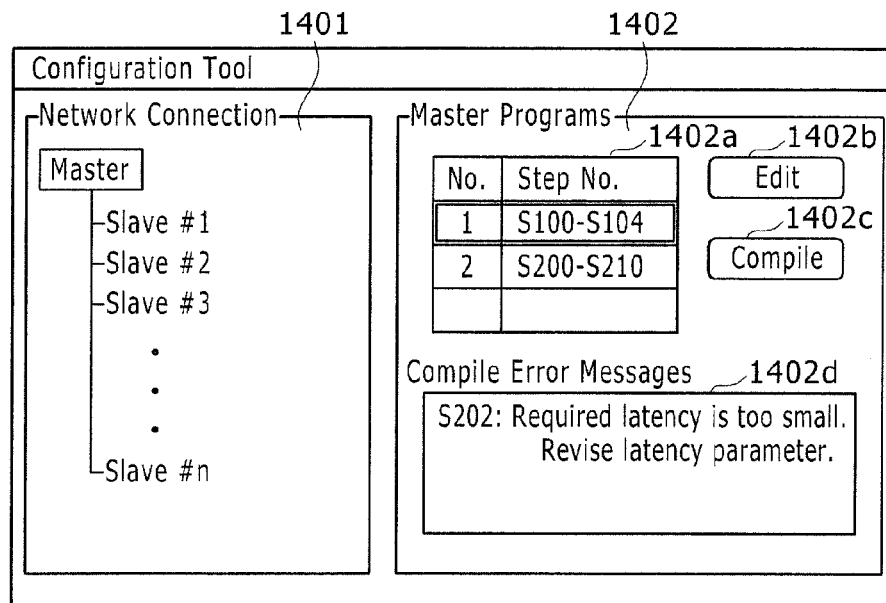 1401
1402
Configuration Tool
Network Connection
Master
Slave #1
Slave #2
Slave #3
Slave #n
Master Programs
1402a
1402b
No. Step No.
Edit
1 S100-S104
1402c
2 S200-S210
Compile
Compile Error Messages
1402d
S202: Required latency is too small.
Revise latency parameter.